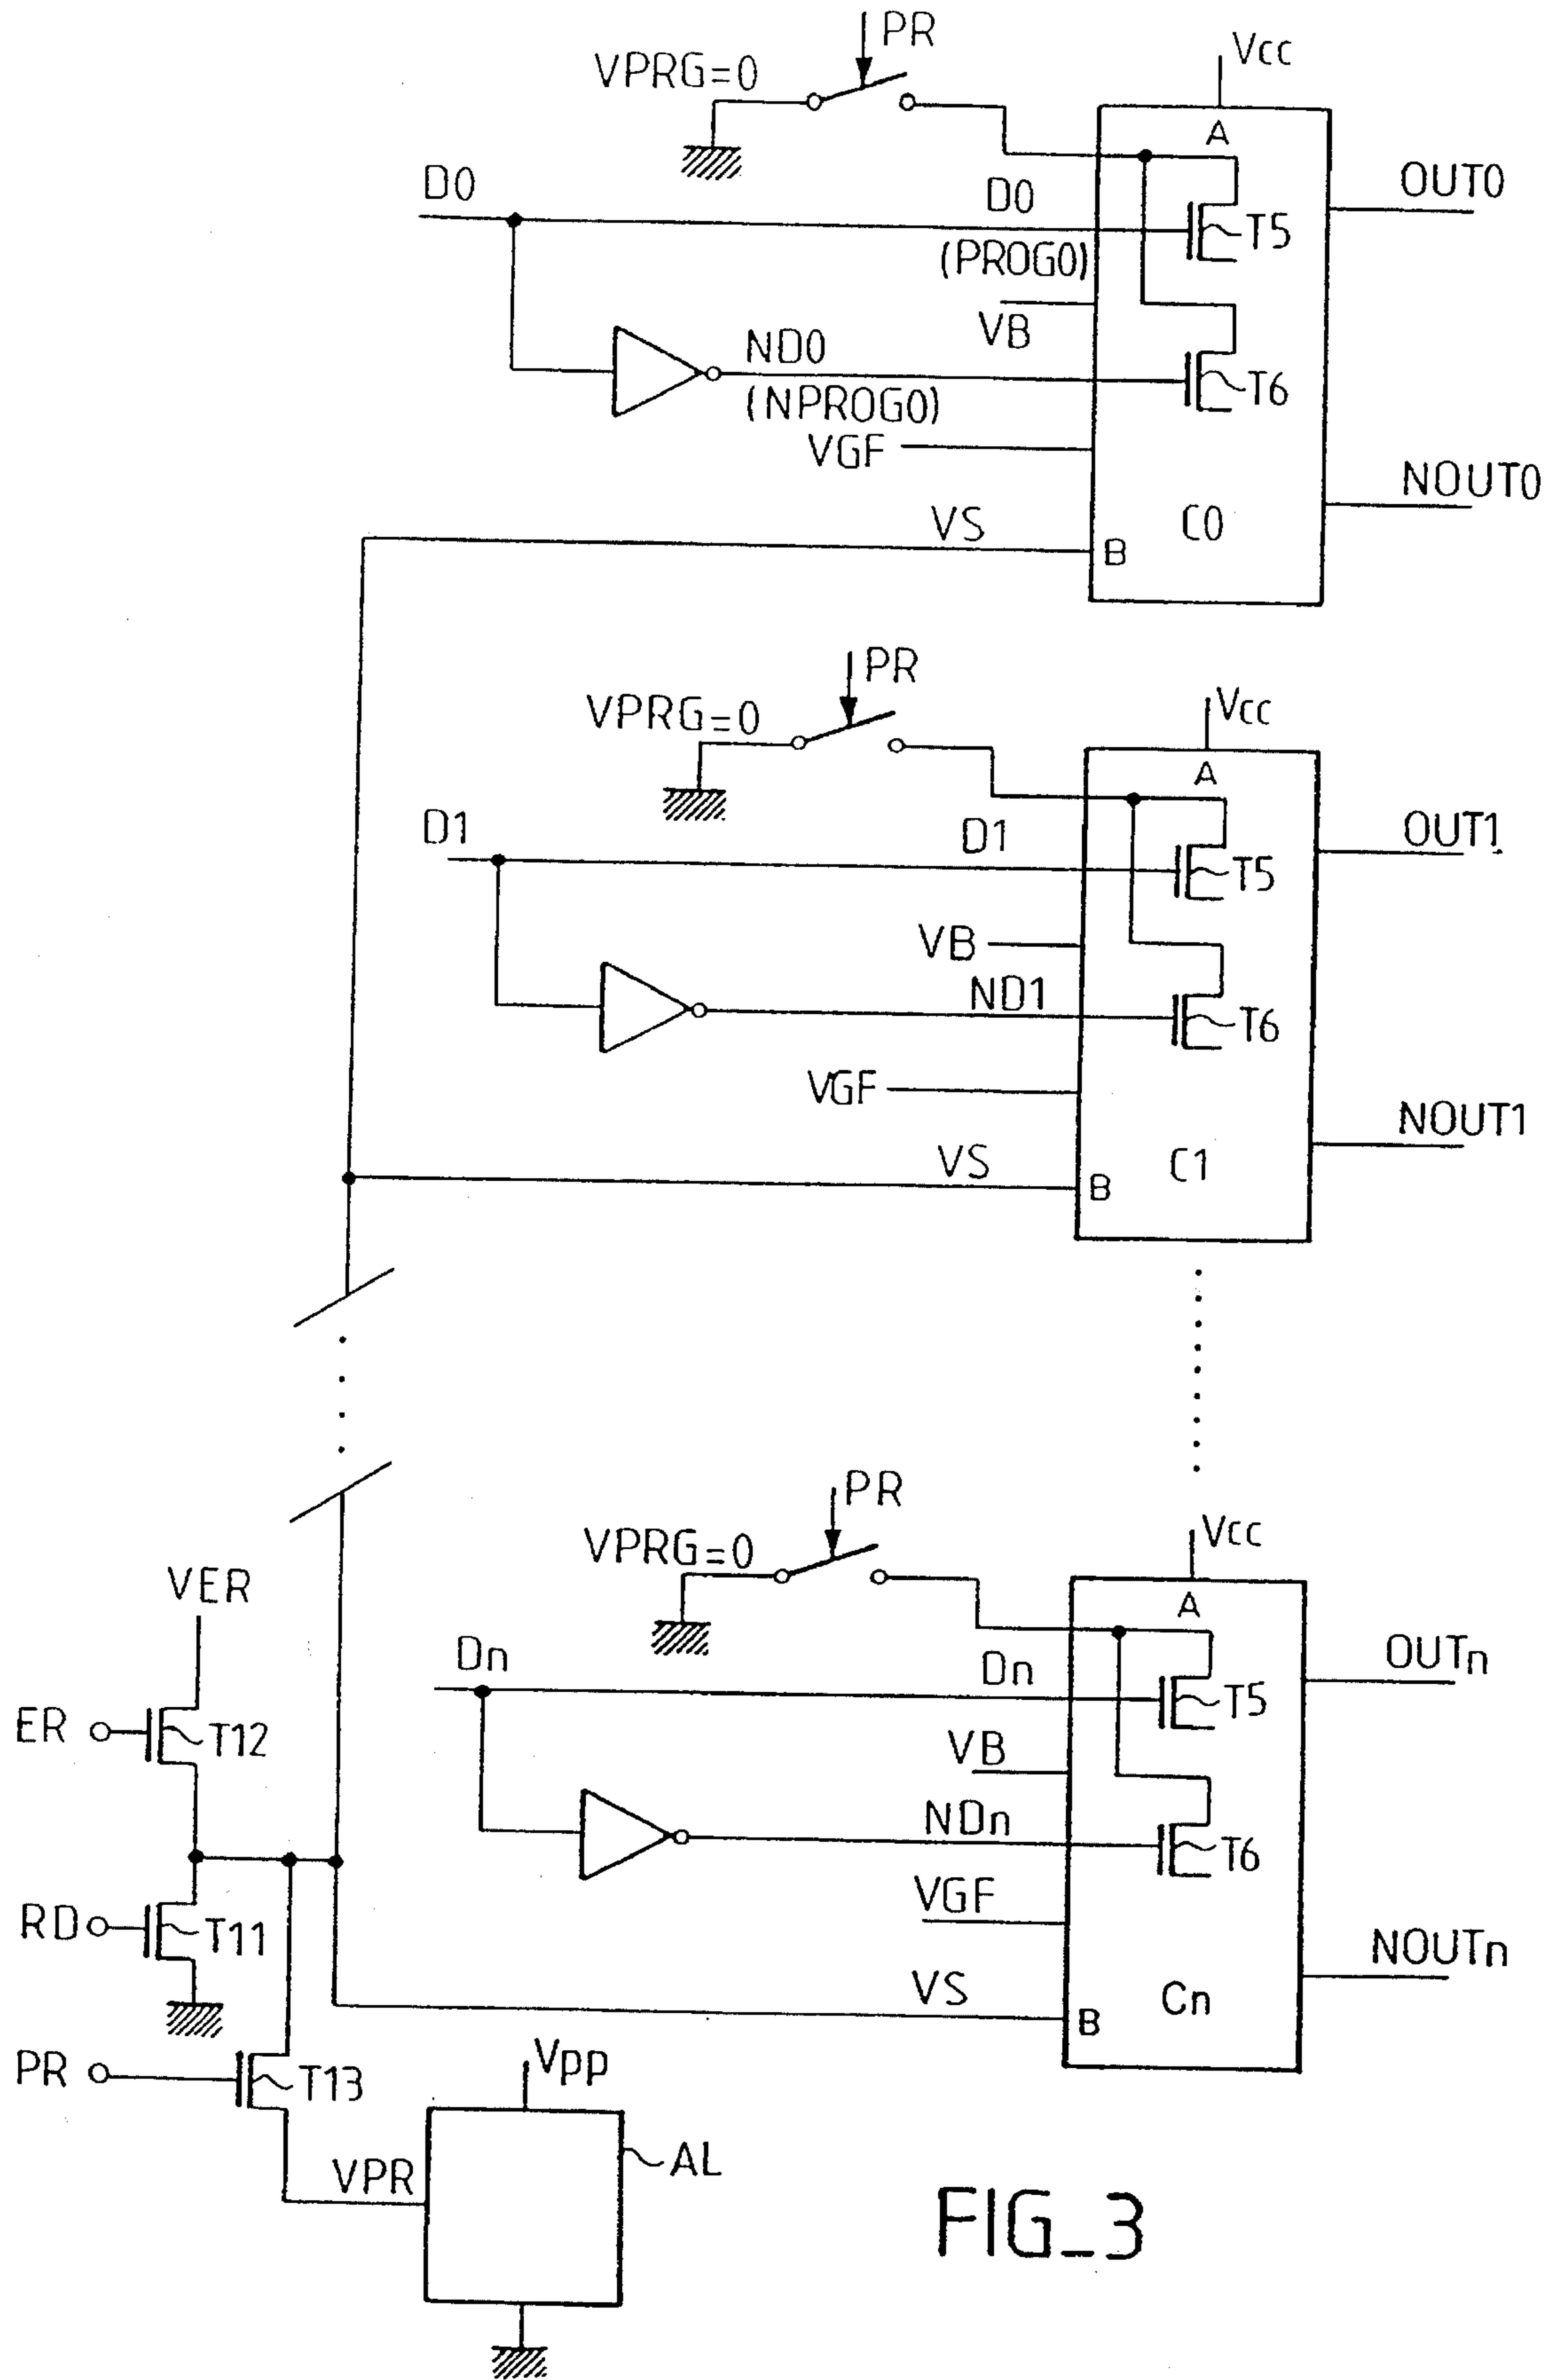 PR
VPRG=0
Vcc
A
D0
D0
OUT0
T5
(PROG0)
VB
ND0
(NPROG0)
T6
VGF
NOUT0
VS
C0
B
PR
VPRG=0
Vcc
A
D1
D1
OUT1
T5
VB
ND1
T6
VGF
NOUT1
VS
C1
B
PR
VPRG=0
Vcc
VER
A
Dn
Dn
OUTn
T5
ER
T12
VB
NDn
T6
VGF
RD
T11
NOUTn
VS
Cn
B
PR
T13
Vpp
VPR
AL
FIG_3